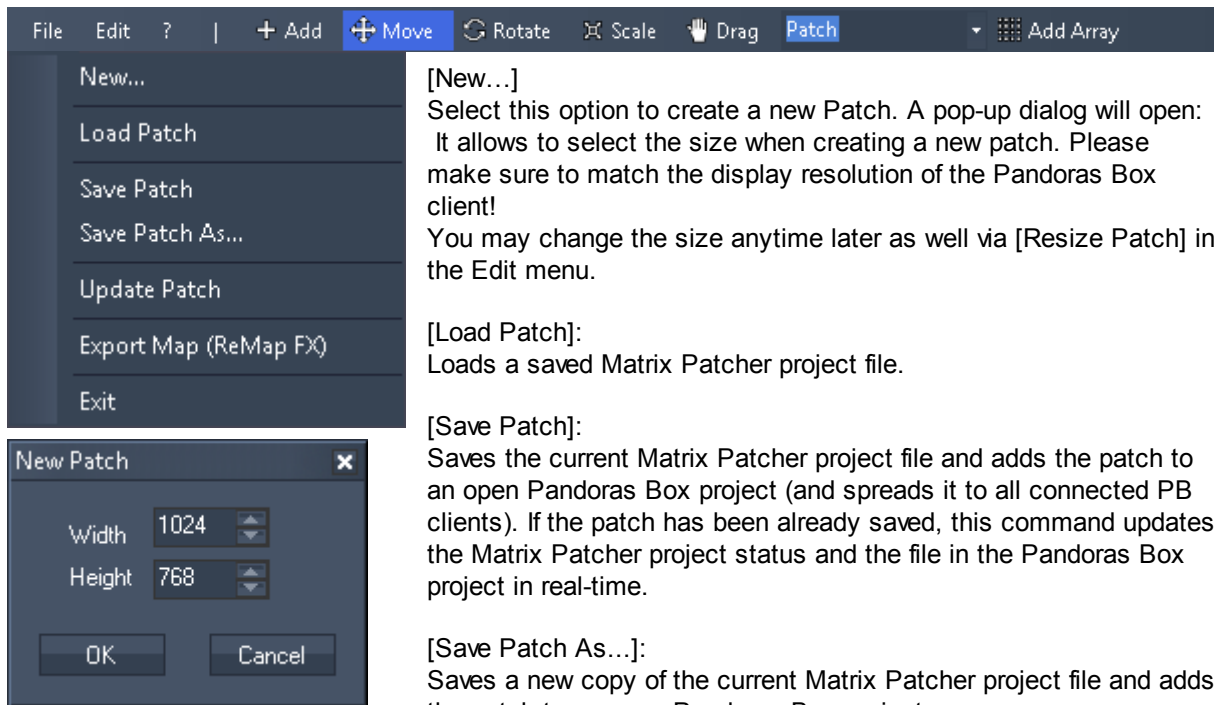 File Edit ? | + Add Move Rotate Scale Drag Patch Add Array
New...
Load Patch
Save Patch
Save Patch As...
Update Patch
Export Map (ReMap FX)
Exit
New Patch
Width 1024
Height 768
OK Cancel
[New…]
Select this option to create a new Patch. A pop-up dialog will open:
It allows to select the size when creating a new patch. Please
make sure to match the display resolution of the Pandoras Box
client!
You may change the size anytime later as well via [Resize Patch] in
the Edit menu.
[Load Patch]:
Loads a saved Matrix Patcher project file.
[Save Patch]:
Saves the current Matrix Patcher project file and adds the patch to
an open Pandoras Box project (and spreads it to all connected PB
clients). If the patch has been already saved, this command updates
the Matrix Patcher project status and the file in the Pandoras Box
project in real-time.
[Save Patch As…]:
Saves a new copy of the current Matrix Patcher project file and adds